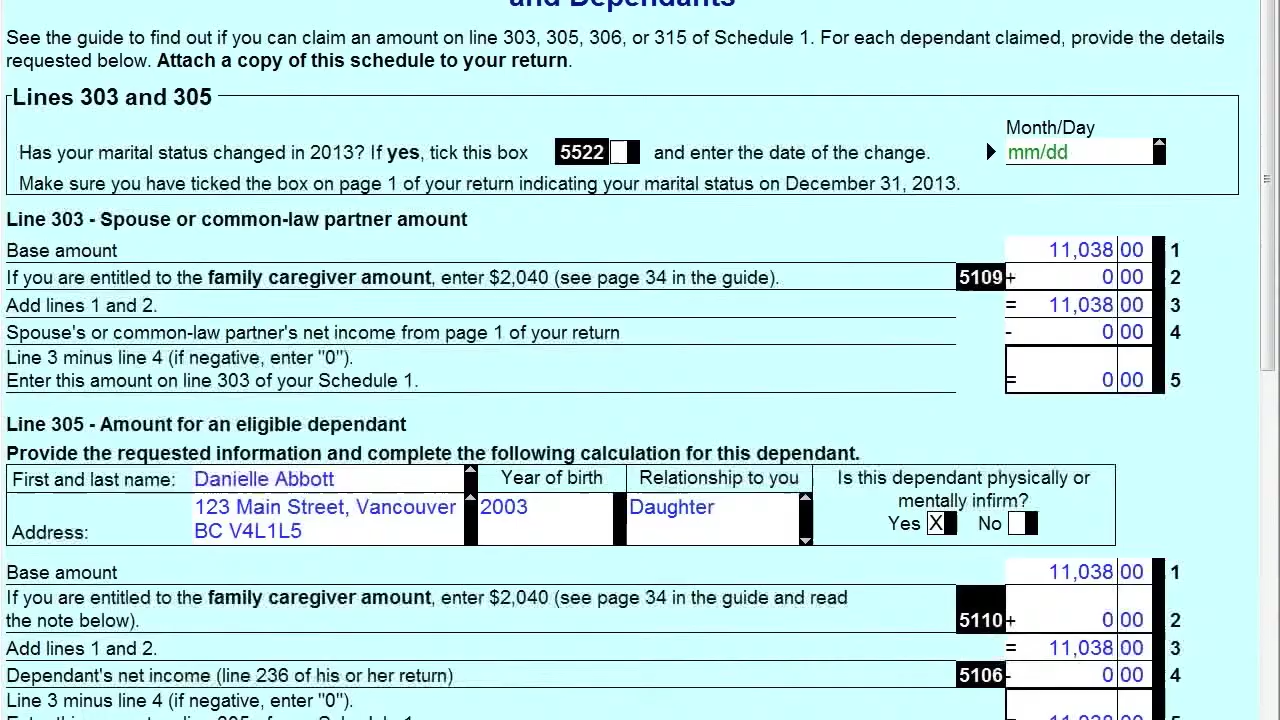 and Dependants
See the guide to find out if you can claim an amount on line 303, 305, 306, or 315 of Schedule 1. For each dependant claimed, provide the details
requested below. Attach a copy of this schedule to your return.
Lines 303 and 305
Month/Day
Has your marital status changed in 2013? If yes, tick this box 5522 and enter the date of the change. mm/dd
Make sure you have ticked the box on page 1 of your return indicating your marital status on December 31, 2013.
Line 303 - Spouse or common-law partner amount
Base amount 11,038 00 1
If you are entitled to the family caregiver amount, enter $2,040 (see page 34 in the guide). 5109 + 0 00 2
Add lines 1 and 2. = 11,038 00 3
Spouse's or common-law partner's net income from page 1 of your return - 0 00 4
Line 3 minus line 4 (if negative, enter "0").
Enter this amount on line 303 of your Schedule 1. = 0 00 5
Line 305 - Amount for an eligible dependant
Provide the requested information and complete the following calculation for this dependant.
First and last name: Danielle Abbott Year of birth Relationship to you Is this dependant physically or
mentally infirm?
123 Main Street, Vancouver 2003 Daughter
Address: BC V4L1L5 Yes X No
Base amount 11,038 00 1
If you are entitled to the family caregiver amount, enter $2,040 (see page 34 in the guide and read
the note below). 5110 + 0 00 2
Add lines 1 and 2. = 11,038 00 3
Dependant's net income (line 236 of his or her return) 5106 - 0 00 4
Line 3 minus line 4 (if negative, enter "0").